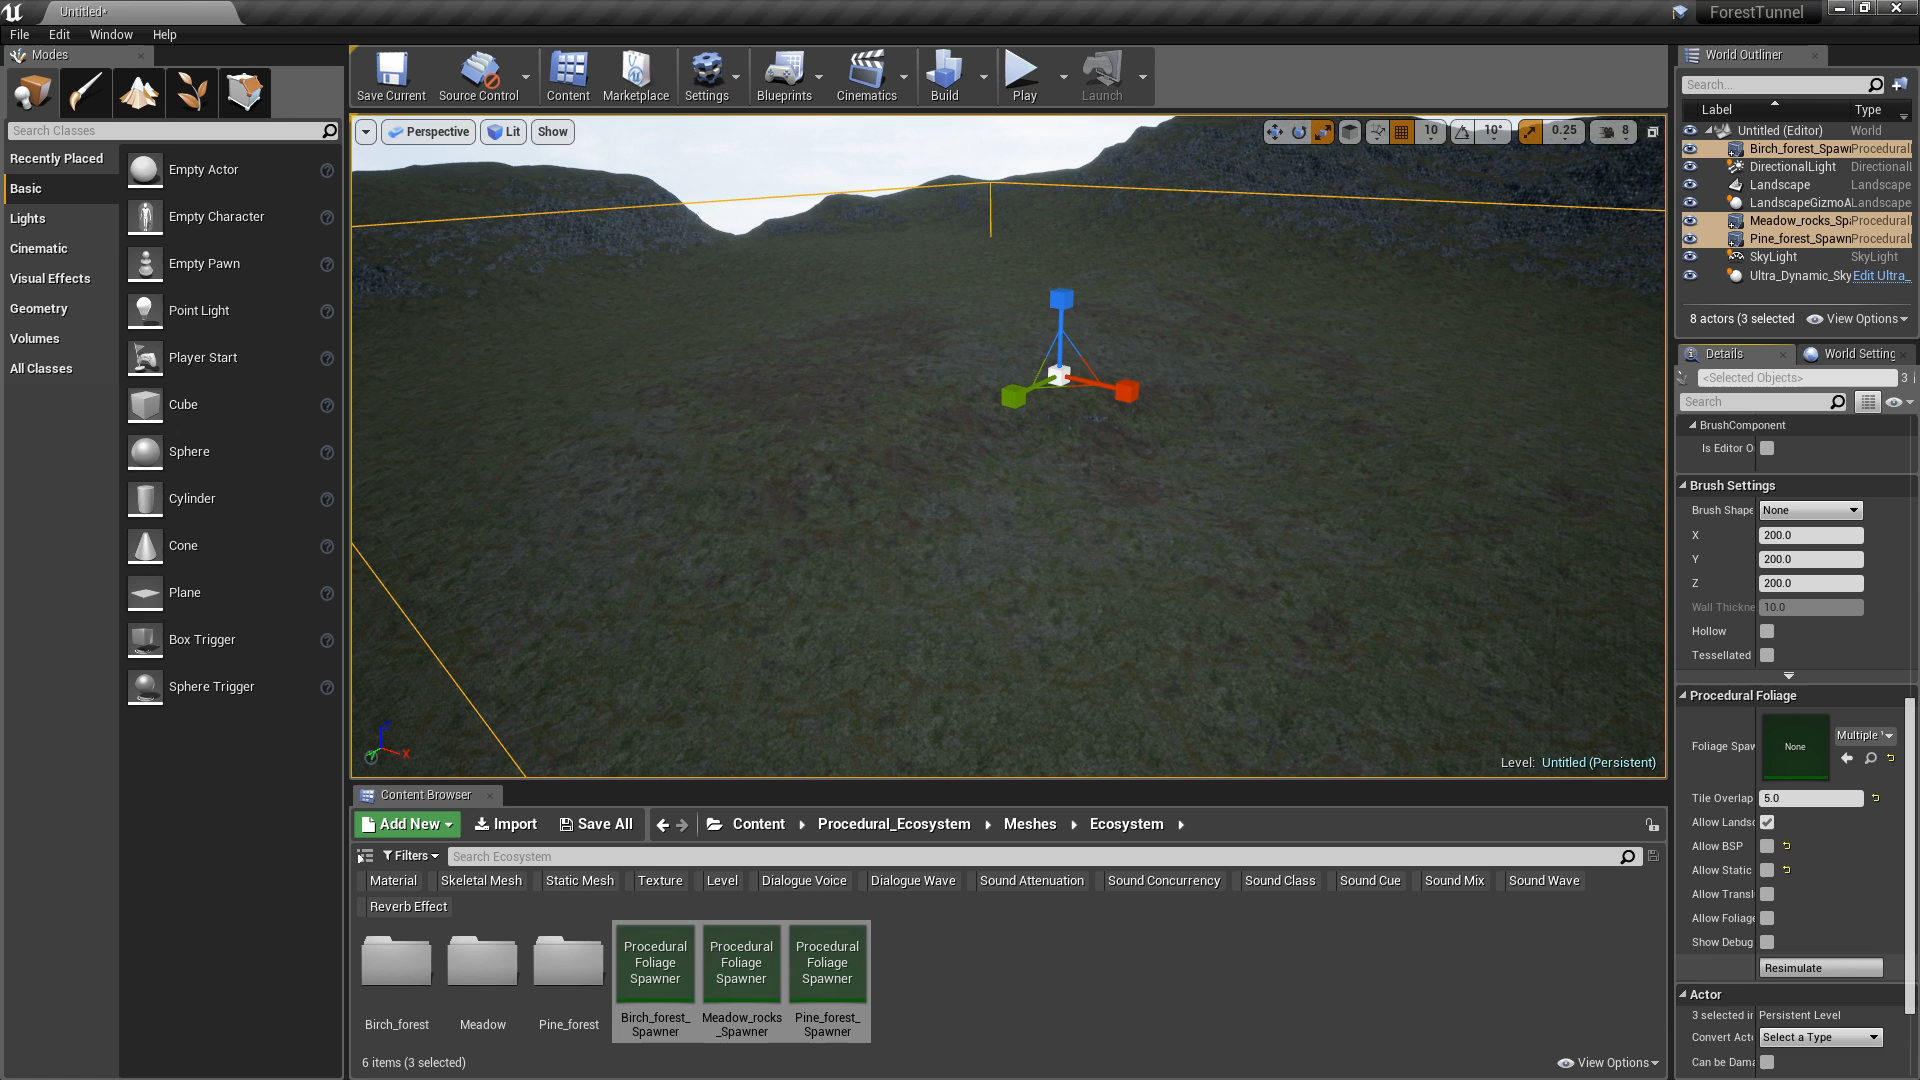 Untitled*
ForestTunnel
File Edit Window Help
Modes
Search Classes
Recently Placed
Basic
Lights
Cinematic
Visual Effects
Geometry
Volumes
All Classes
Empty Actor
Empty Character
Empty Pawn
Point Light
Player Start
Cube
Sphere
Cylinder
Cone
Plane
Box Trigger
Sphere Trigger
Save Current Source Control Content Marketplace Settings Blueprints Cinematics Build Play Launch
Perspective Lit Show
10 10° 0.25 8
Level: Untitled (Persistent)
Content Browser
Add New Import Save All Content Procedural_Ecosystem Meshes Ecosystem
Filters Search Ecosystem
Material Skeletal Mesh Static Mesh Texture Level Dialogue Voice Dialogue Wave Sound Attenuation Sound Concurrency Sound Class Sound Cue Sound Mix Sound Wave
Reverb Effect
Procedural Foliage Spawner
Procedural Foliage Spawner
Procedural Foliage Spawner
Birch_forest
Meadow
Pine_forest
Birch_forest_
Spawner
Meadow_rocks
_Spawner
Pine_forest_
Spawner
6 items (3 selected)
View Options
World Outliner
Search...
Label Type
Untitled (Editor) World
Birch_forest_Spawn Procedural
DirectionalLight Directional
Landscape Landscape
LandscapeGizmoA Landscape
Meadow_rocks_Spa Procedural
Pine_forest_Spawn Procedural
SkyLight SkyLight
Ultra_Dynamic_Sky Edit Ultra_
8 actors (3 selected View Options
Details World Setting
<Selected Objects> 3
Search
BrushComponent
Is Editor O
Brush Settings
Brush Shape None
X 200.0
Y 200.0
Z 200.0
Wall Thickne 10.0
Hollow
Tessellated
Procedural Foliage
Foliage Spaw None Multiple
Tile Overlap 5.0
Allow Landsc
Allow BSP
Allow Static
Allow Transl
Allow Foliage
Show Debug
Resimulate
Actor
3 selected in Persistent Level
Convert Acto Select a Type
Can be Dama